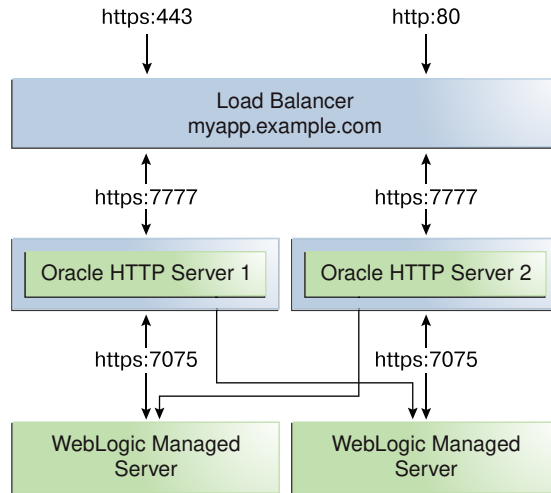 https:443
http:80
Load Balancer
myapp.example.com
https:7777
https:7777
Oracle HTTP Server 1
Oracle HTTP Server 2
https:7075
https:7075
WebLogic Managed
Server
WebLogic Managed
Server